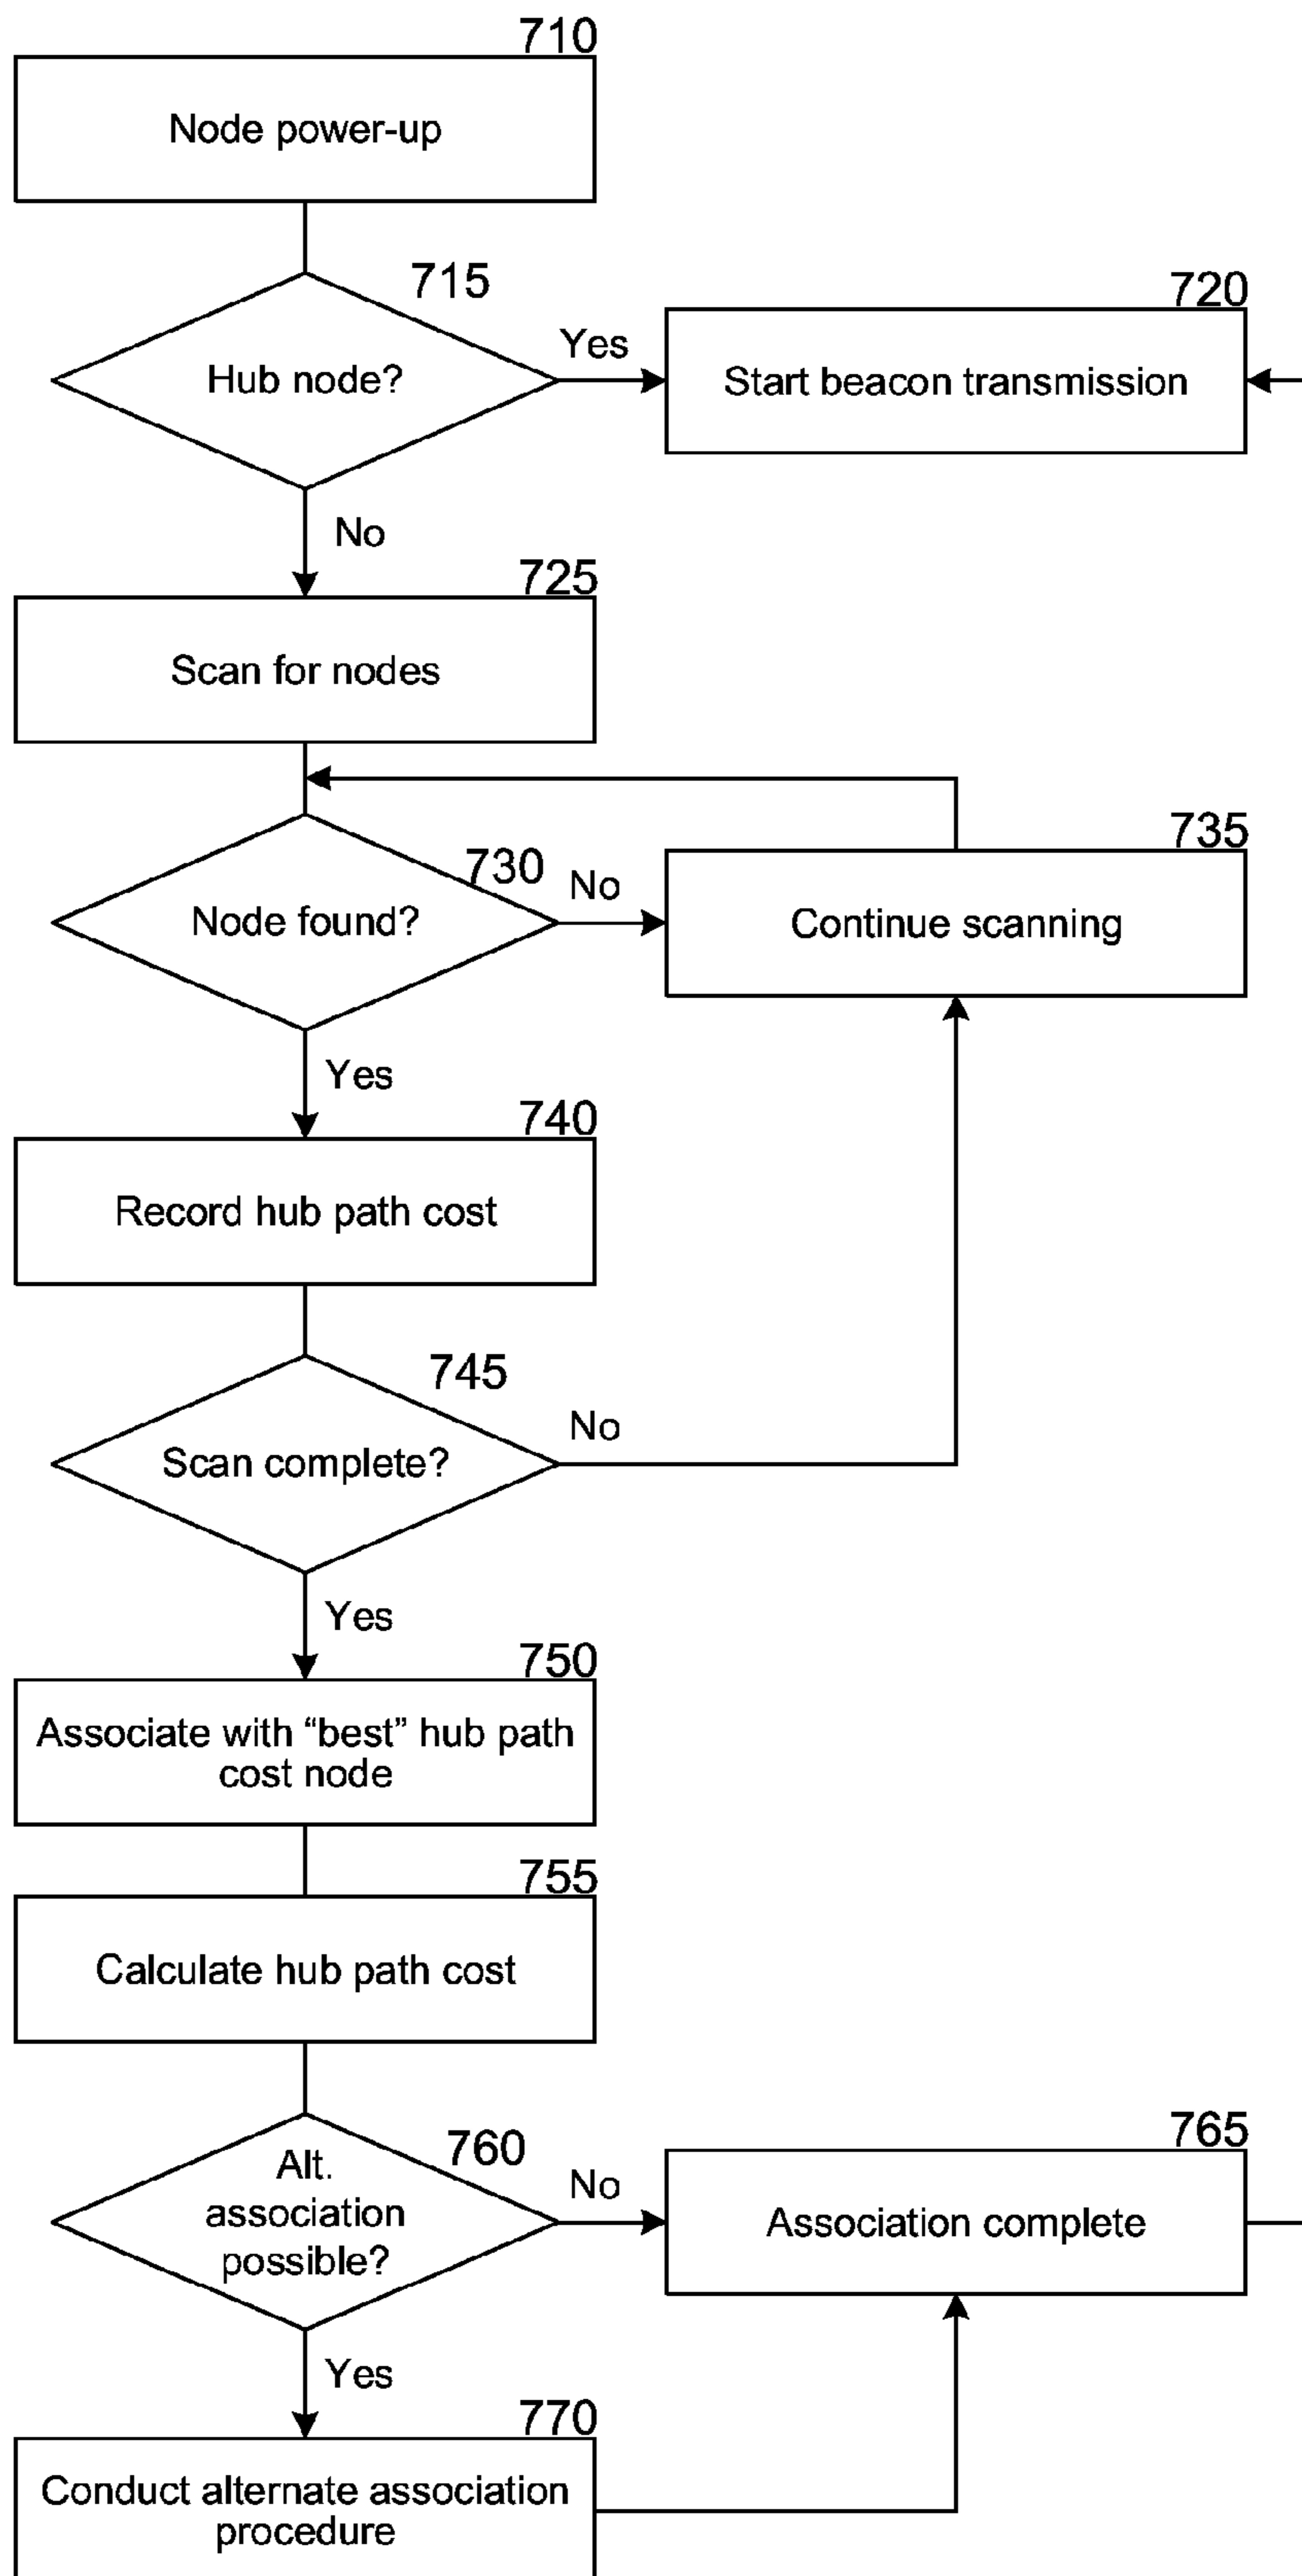 710
Node power-up
715
Hub node?
Yes
720
Start beacon transmission
No
725
Scan for nodes
730
Node found?
No
735
Continue scanning
Yes
740
Record hub path cost
745
Scan complete?
No
Yes
750
Associate with “best” hub path
cost node
755
Calculate hub path cost
760
Alt.
association
possible?
No
765
Association complete
Yes
770
Conduct alternate association
procedure